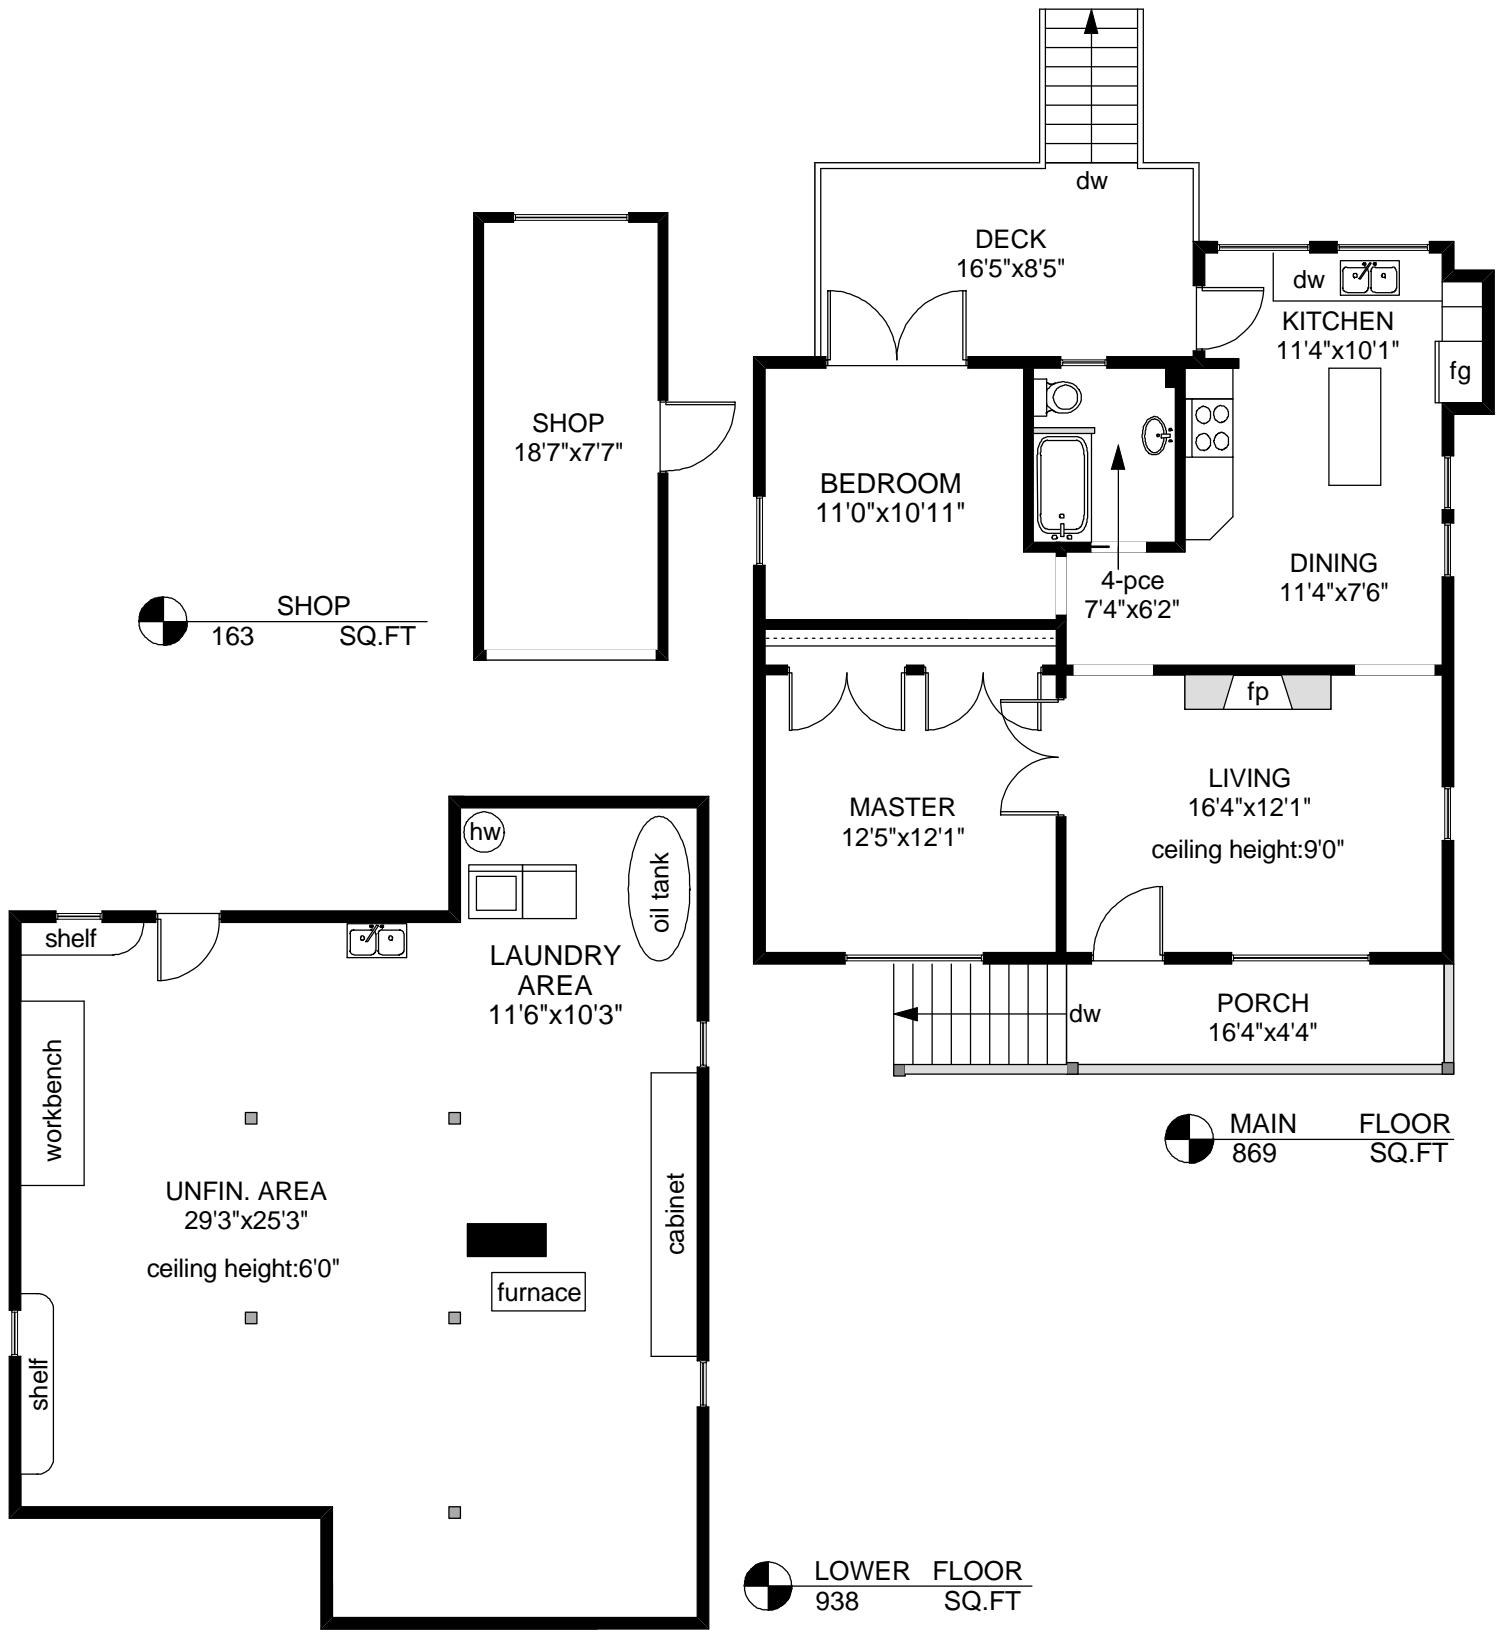 dw
DECK
16'5"x8'5"
dw
KITCHEN
11'4"x10'1"
fg
SHOP
18'7"x7'7"
BEDROOM
11'0"x10'11"
DINING
11'4"x7'6"
4-pce
7'4"x6'2"
SHOP
163 SQ.FT
fp
LIVING
16'4"x12'1"
ceiling height:9'0"
MASTER
12'5"x12'1"
hw
oil tank
shelf
LAUNDRY
AREA
11'6"x10'3"
dw
PORCH
16'4"x4'4"
workbench
MAIN FLOOR
869 SQ.FT
UNFIN. AREA
29'3"x25'3"
ceiling height:6'0"
cabinet
furnace
shelf
LOWER FLOOR
938 SQ.FT